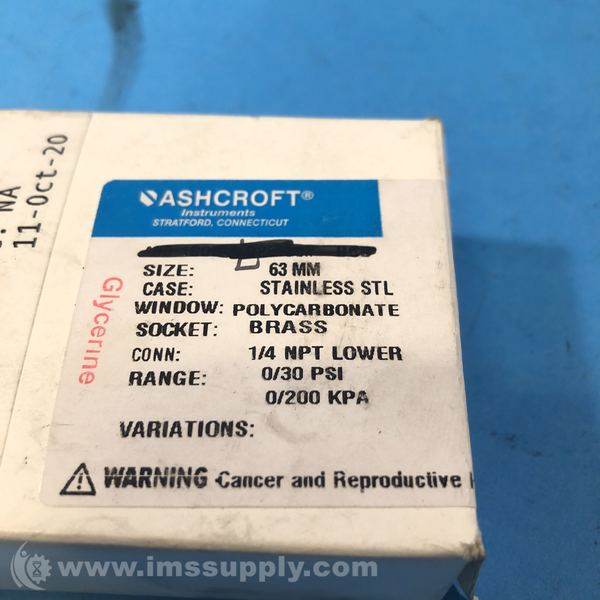 : NA
11-Oct-20
ASHCROFT®
Instruments
STRATFORD, CONNECTICUT
SIZE: 63 MM
CASE: STAINLESS STL
WINDOW: POLYCARBONATE
SOCKET: BRASS
CONN: 1/4 NPT LOWER
RANGE: 0/30 PSI
0/200 KPA
VARIATIONS:
Glycerine
WARNING Cancer and Reproductive
© www.imssupply.com